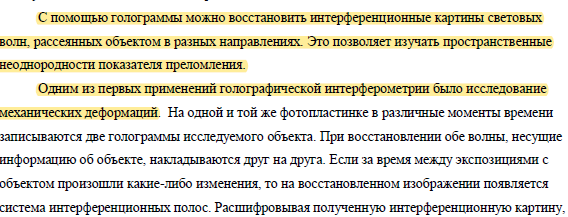 С помощью голограммы можно восстановить интерференционные картины световых
волн, рассеянных объектом в разных направлениях. Это позволяет изучать пространственные
неоднородности показателя преломления.
Одним из первых применений голографической интерферометрии было исследование
механических деформаций. На одной и той же фотопластинке в различные моменты времени
записываются две голограммы исследуемого объекта. При восстановлении обе волны, несущие
информацию об объекте, накладываются друг на друга. Если за время между экспозициями с
объектом произошли какие-либо изменения, то на восстановленном изображении появляется
система интерференционных полос. Расшифровывая полученную интерференционную картину,